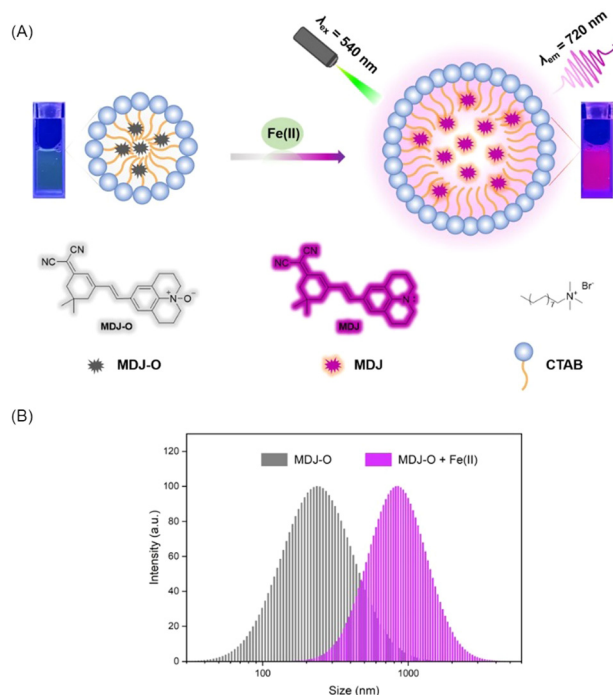 (A)
λex = 540 nm
λem = 720 nm
Fe(II)
CN
NC
N+
O−
MDJ-O
CN
NC
N
MDJ
N+
Br-
7
MDJ-O
MDJ
CTAB
(B)
MDJ-O
MDJ-O + Fe(II)
120
100
80
60
40
20
0
Intensity (a.u.)
100
1000
Size (nm)